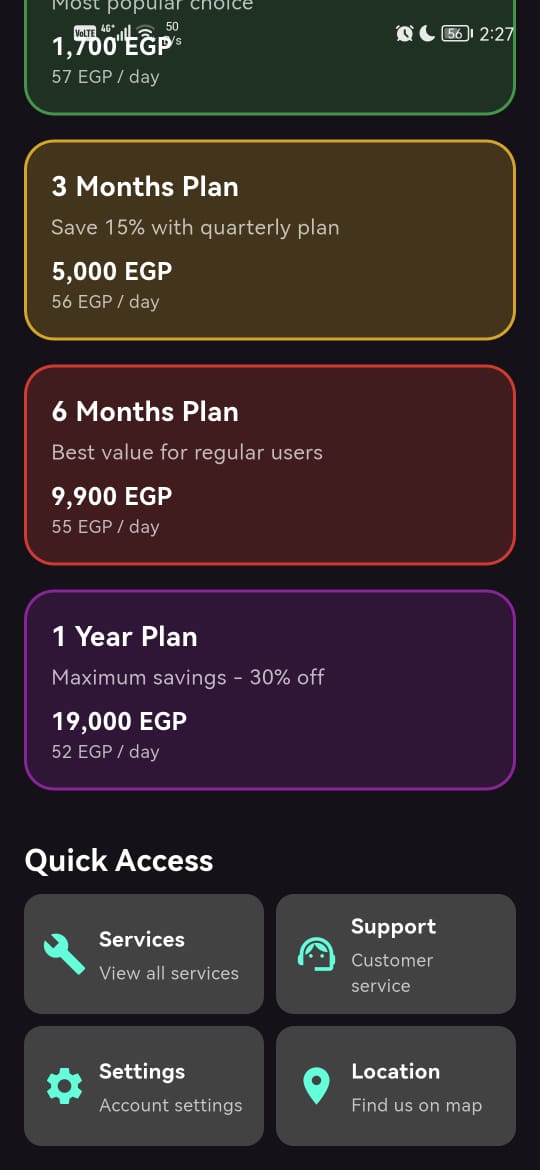 Most popular choice
VoLTE 4G+ 50 56 2:27
1,700 EGP
57 EGP / day
3 Months Plan
Save 15% with quarterly plan
5,000 EGP
56 EGP / day
6 Months Plan
Best value for regular users
9,900 EGP
55 EGP / day
1 Year Plan
Maximum savings - 30% off
19,000 EGP
52 EGP / day
Quick Access
Services
View all services
Support
Customer
service
Settings
Account settings
Location
Find us on map